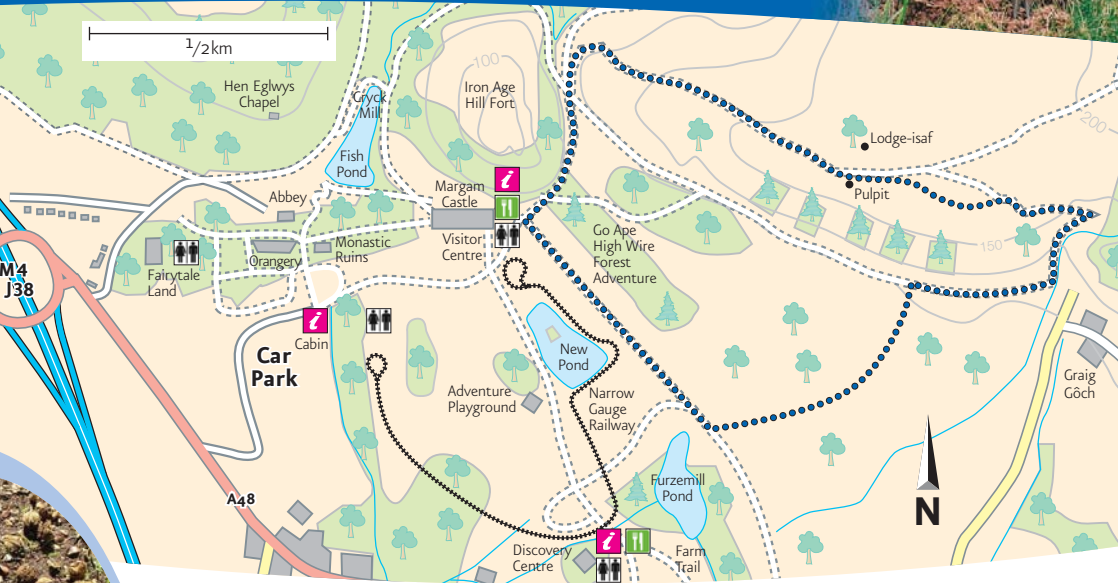 1/2km
100
Iron Age
Hill Fort
Hen Eglwys
Chapel
Cryck
Mill
Fish
Pond
200
Lodge-isaf
Pulpit
Abbey
Margam
Castle
i
Visitor
Centre
Monastic
Ruins
Orangery
Fairytale
Land
Go Ape
High Wire
Forest
Adventure
150
M4
J38
i
Cabin
Car
Park
New
Pond
Adventure
Playground
Narrow
Gauge
Railway
Graig
Gôch
Furzemill
Pond
A48
N
i
Discovery
Centre
Farm
Trail